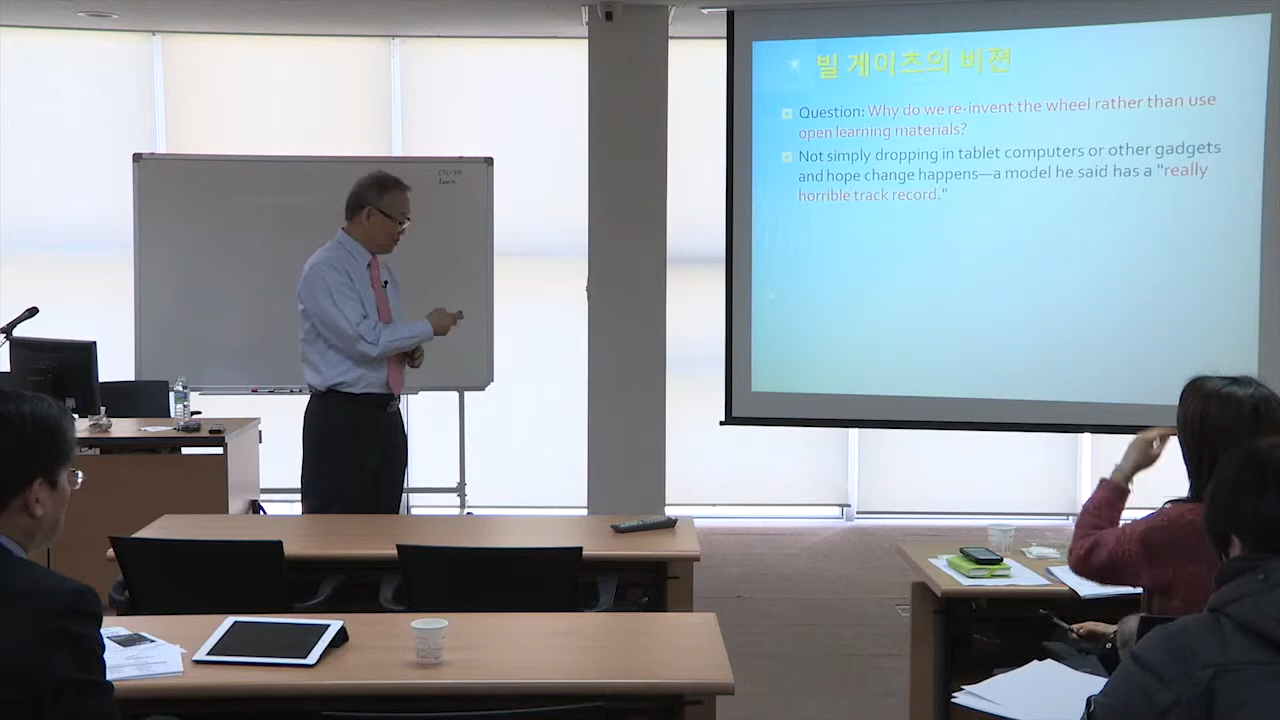 빌 게이츠의 비젼
Question: Why do we re-invent the wheel rather than use
open learning materials?
Not simply dropping in tablet computers or other gadgets
and hope change happens—a model he said has a "really
horrible track record."